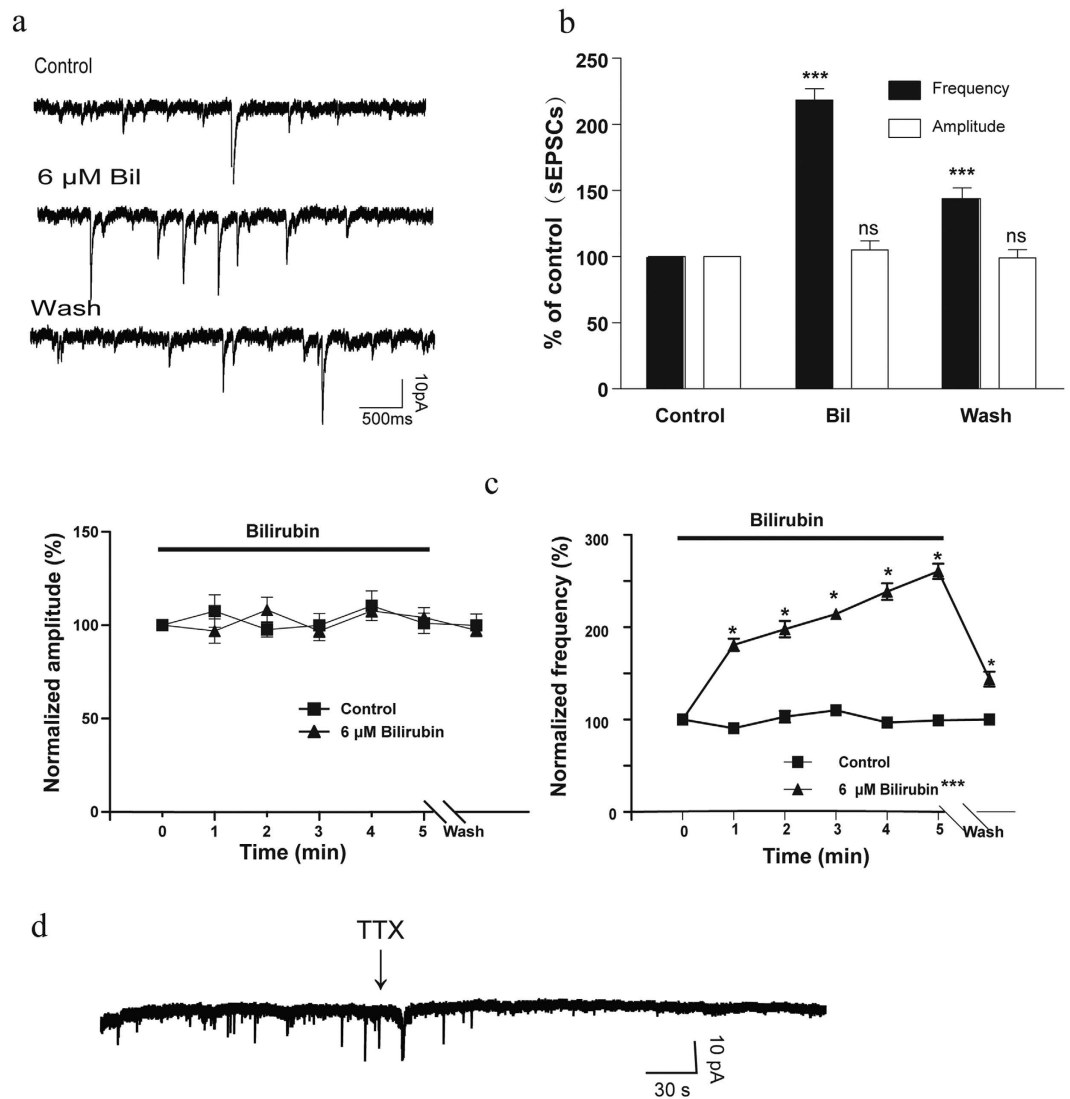 a
Control
6 µM Bil
Wash
10pA
500ms
b
% of control（sEPSCs）
250
200
150
100
50
0
***
***
ns
ns
Frequency
Amplitude
Control Bil Wash
c
Normalized amplitude (%)
150
100
50
0
Bilirubin
Control
6 µM Bilirubin
0 1 2 3 4 5 Wash
Time (min)
Normalized frequency (%)
300
200
100
0
Bilirubin
* * * * * *
Control
6 µM Bilirubin***
0 1 2 3 4 5 Wash
Time (min)
d
TTX
10 pA
30 s